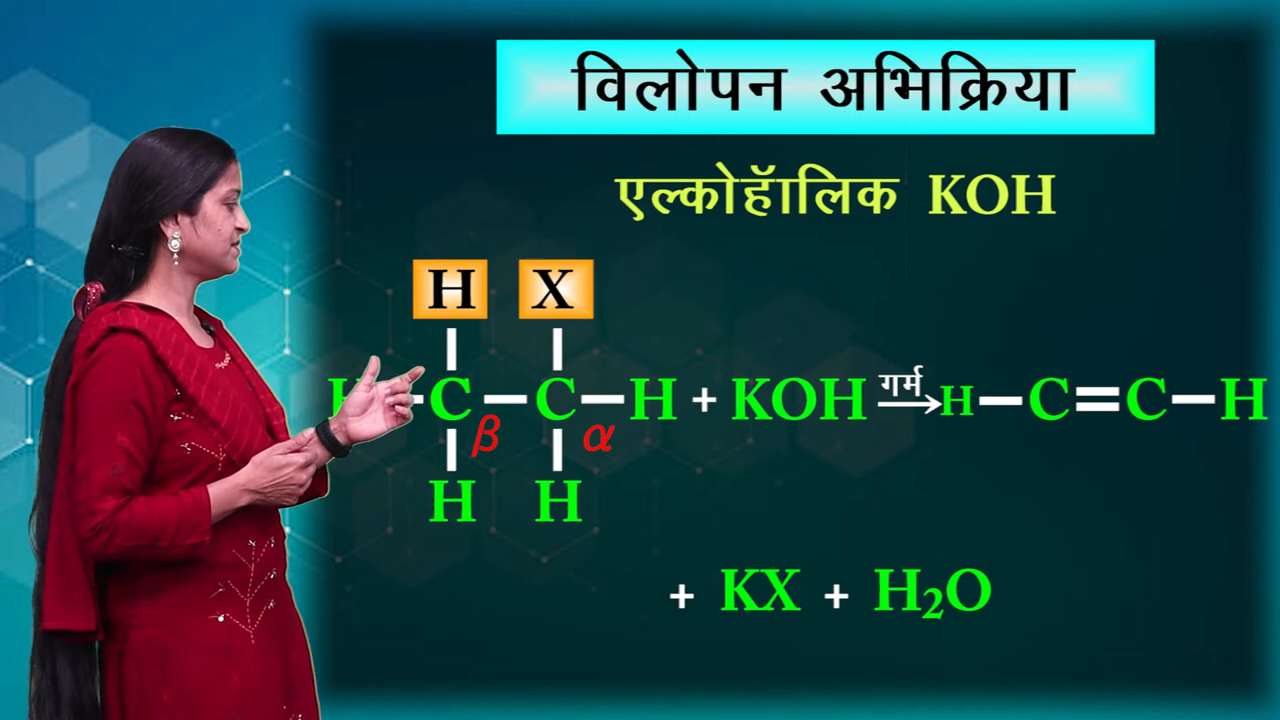 विलोपन अभिक्रिया
एल्कोहॅालिक KOH
H X
H–C–C–H + KOH गर्म→ H–C=C–H
β α
H H
+ KX + H₂O